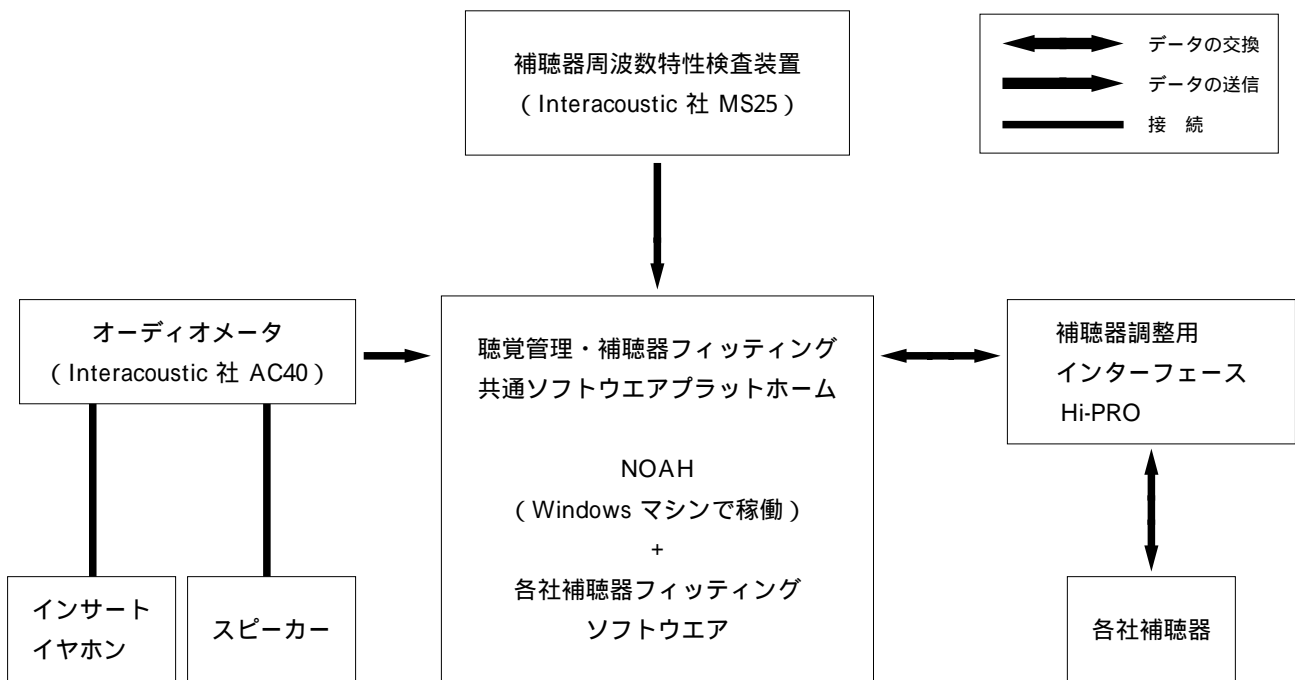 補聴器周波数特性検査装置
( Interacoustic 社 MS25 )
データの交換
データの送信
接　続
オーディオメータ
( Interacoustic 社 AC40 )
聴覚管理・補聴器フィッティング
共通ソフトウエアプラットホーム
NOAH
( Windows マシンで稼働 )
+
各社補聴器フィッティング
ソフトウエア
補聴器調整用
インターフェース
Hi-PRO
インサート
イヤホン
スピーカー
各社補聴器